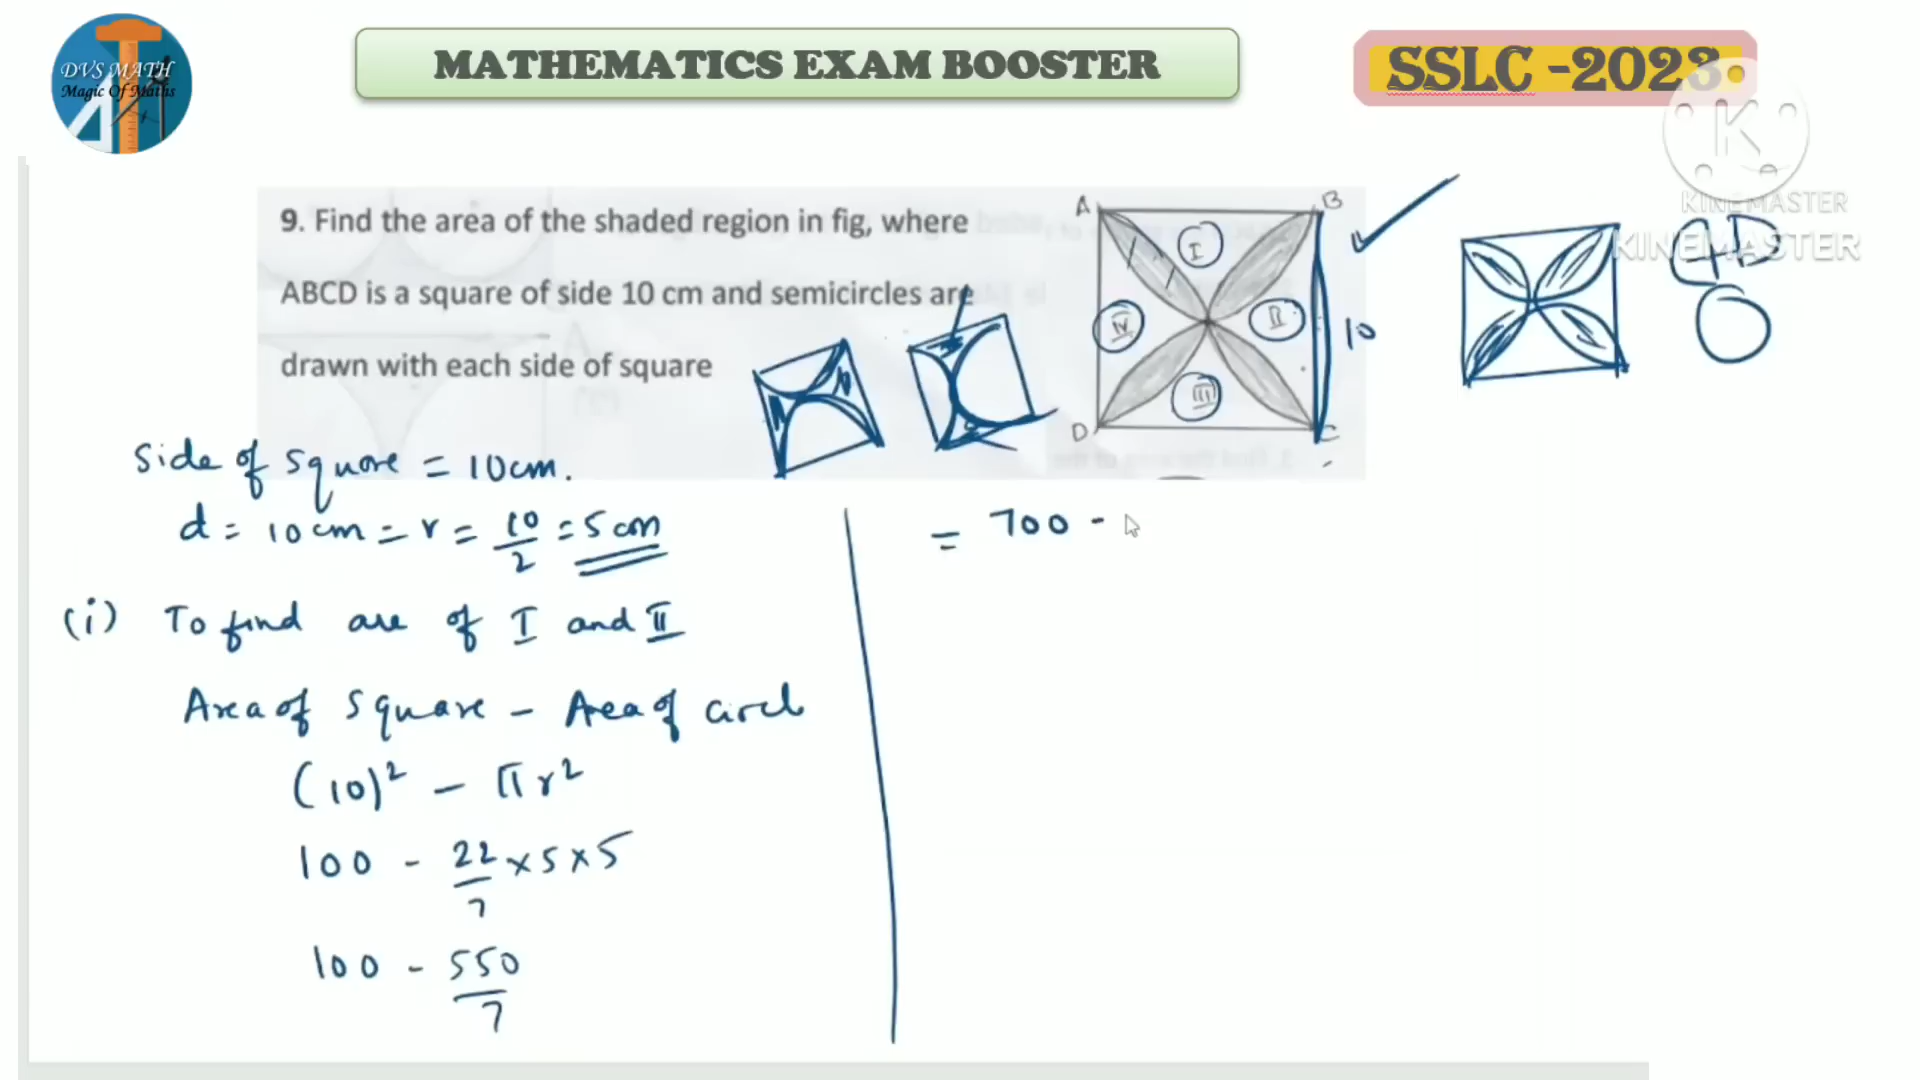 DVS MATH
Magic Of Maths
MATHEMATICS EXAM BOOSTER
SSLC -2023
KINEMASTER
KINEMASTER
9. Find the area of the shaded region in fig, where
ABCD is a square of side 10 cm and semicircles are
drawn with each side of square
A
B
I
II
IV
III
D
C
10
Side of square = 10cm.
d = 10cm = r = 10/2 = 5cm
(i) To find are of I and II
Area of Square - Area of circl
(10)² - πr²
100 - 22/7 × 5 × 5
100 - 550/7
= 700 -